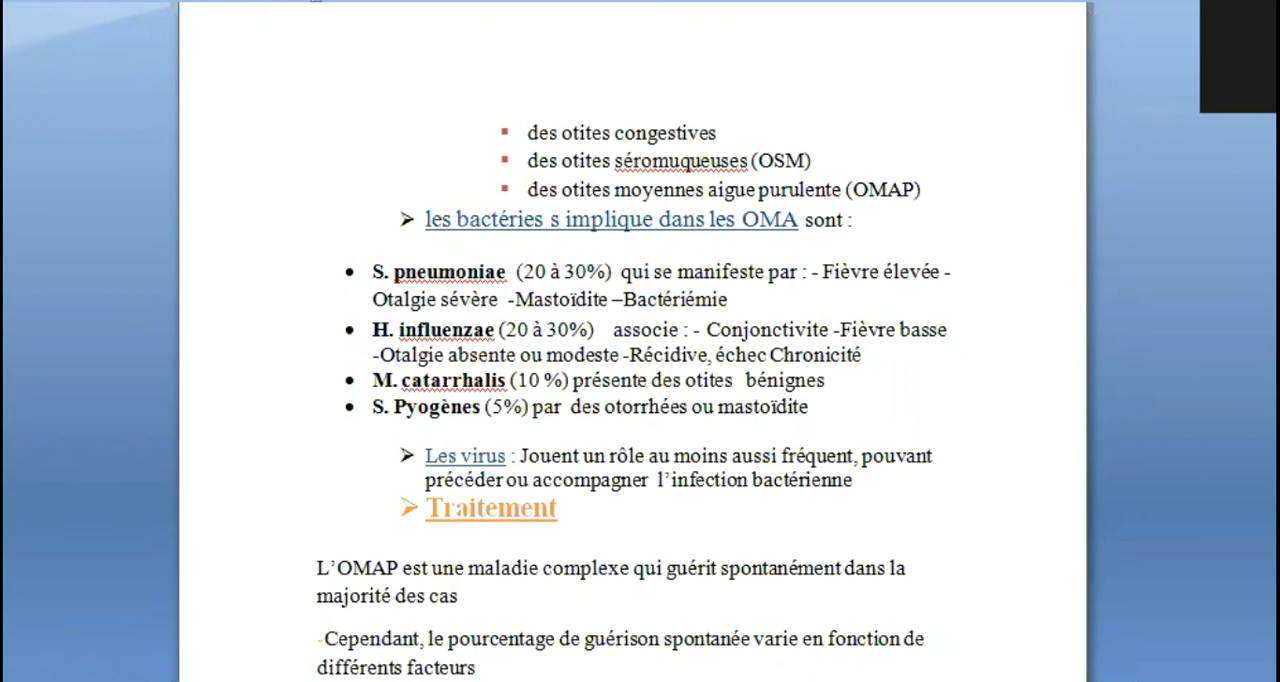 des otites congestives
des otites séromuqueuses (OSM)
des otites moyennes aigue purulente (OMAP)
les bactéries s implique dans les OMA sont :
S. pneumoniae (20 à 30%) qui se manifeste par : - Fièvre élevée -
Otalgie sévère -Mastoïdite –Bactériémie
H. influenzae (20 à 30%) associe : - Conjonctivite -Fièvre basse
-Otalgie absente ou modeste -Récidive, échec Chronicité
M. catarrhalis (10 %) présente des otites bénignes
S. Pyogènes (5%) par des otorrhées ou mastoïdite
Les virus : Jouent un rôle au moins aussi fréquent, pouvant
précéder ou accompagner l’infection bactérienne
Traitement
L’OMAP est une maladie complexe qui guérit spontanément dans la
majorité des cas
-Cependant, le pourcentage de guérison spontanée varie en fonction de
différents facteurs